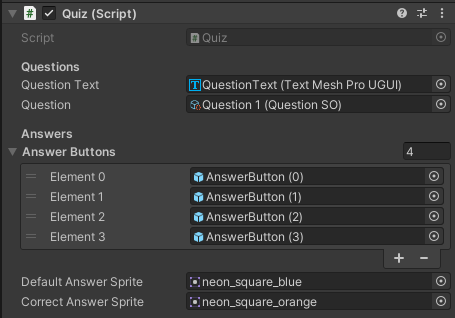 Quiz (Script)
Script Quiz
Questions
Question Text QuestionText (Text Mesh Pro UGUI)
Question Question 1 (Question SO)
Answers
Answer Buttons 4
Element 0 AnswerButton (0)
Element 1 AnswerButton (1)
Element 2 AnswerButton (2)
Element 3 AnswerButton (3)
Default Answer Sprite neon_square_blue
Correct Answer Sprite neon_square_orange